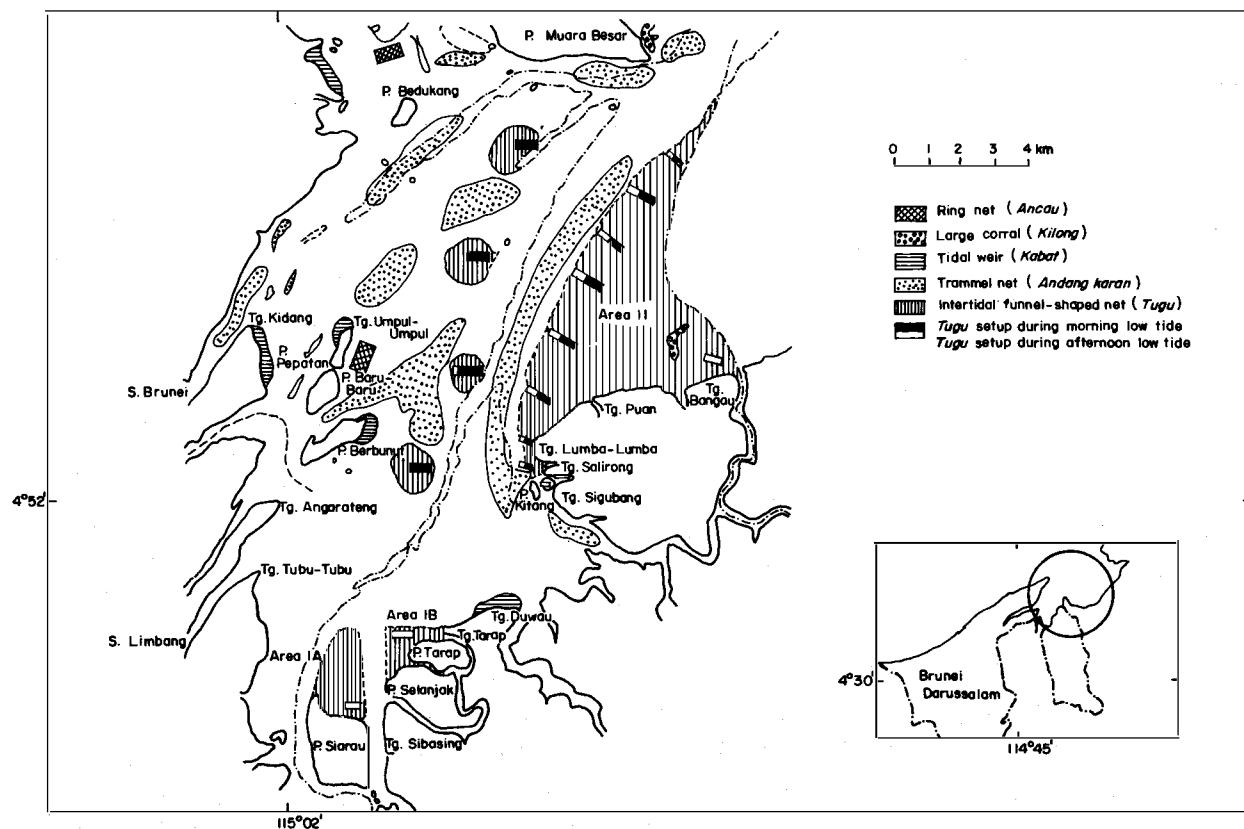 P. Muara Besar
P. Bedukang
0 1 2 3 4 km
Ring net (Ancau)
Large corral (Kilong)
Tidal weir (Kabat)
Trammel net (Andang karan)
Intertidal funnel-shaped net (Tugu)
Tugu setup during morning low tide
Tugu setup during afternoon low tide
Area II
Tg. Kidang
Tg. Umpul-
Umpul
P.
Pepatan
P. Baru-
Baru
S. Brunei
Tg.
Bangau
Tg. Puan
P. Berbunut
Tg. Lumba-Lumba
Tg. Salirong
P.
Kitang
Tg. Sigubang
4°52'
Tg. Angarateng
Tg. Tubu-Tubu
Area IB
Tg. Duwau
S. Limbang
Tg. Tarap
Area IA
P. Tarap
P. Selanjak
P. Siarau
Tg. Sibasing
115°02'
4°30'
Brunei
Darussalam
114°45'